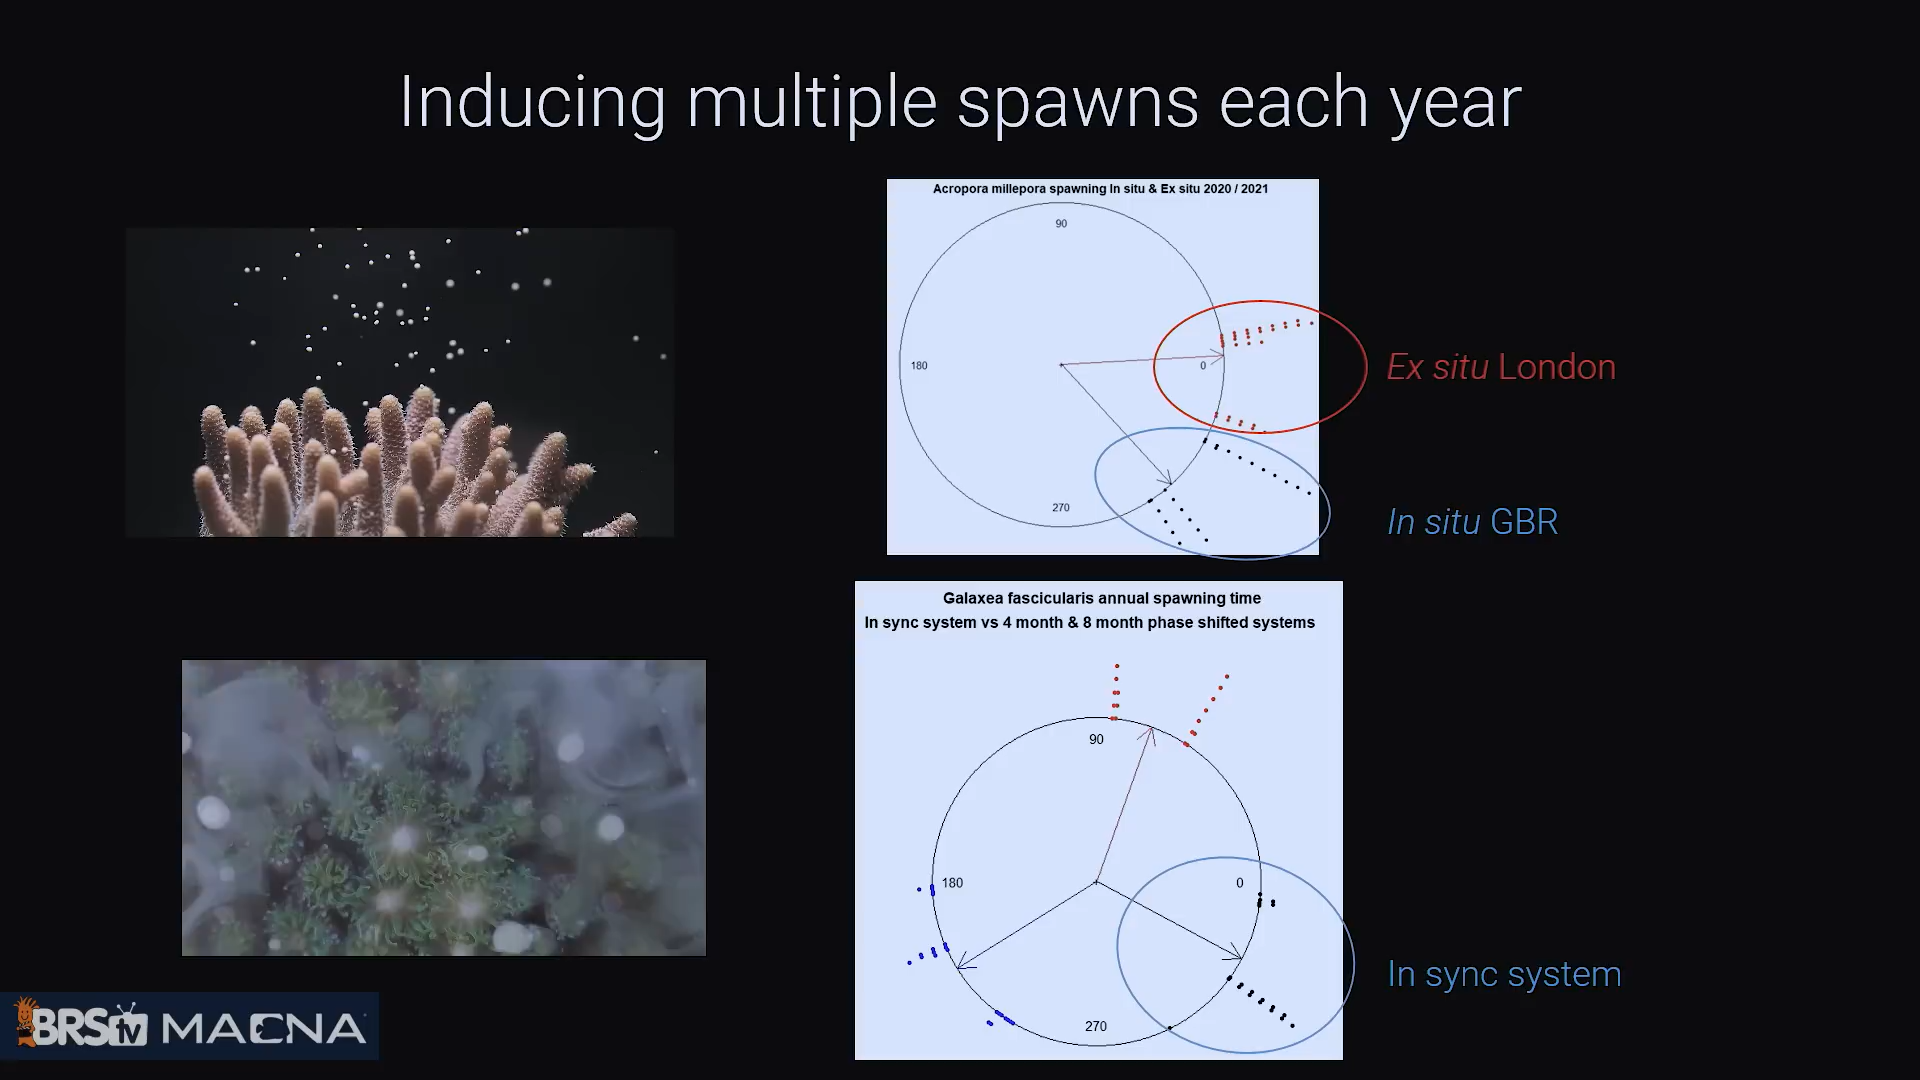 Inducing multiple spawns each year
Acropora millepora spawning In situ & Ex situ 2020 / 2021
90
180
0
270
Ex situ London
In situ GBR
Galaxea fascicularis annual spawning time
In sync system vs 4 month & 8 month phase shifted systems
90
180
0
270
In sync system
BRStv MACNA